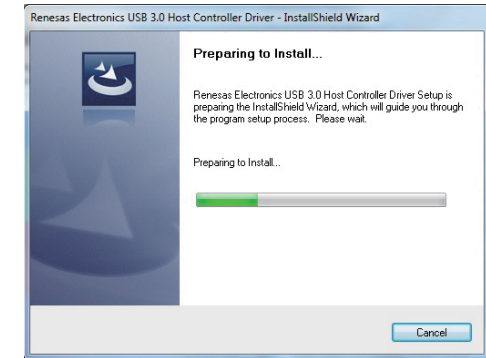 Renesas Electronics USB 3.0 Host Controller Driver - InstallShield Wizard
Preparing to Install...
Renesas Electronics USB 3.0 Host Controller Driver Setup is
preparing the InstallShield Wizard, which will guide you through
the program setup process. Please wait.
Preparing to Install...
Cancel